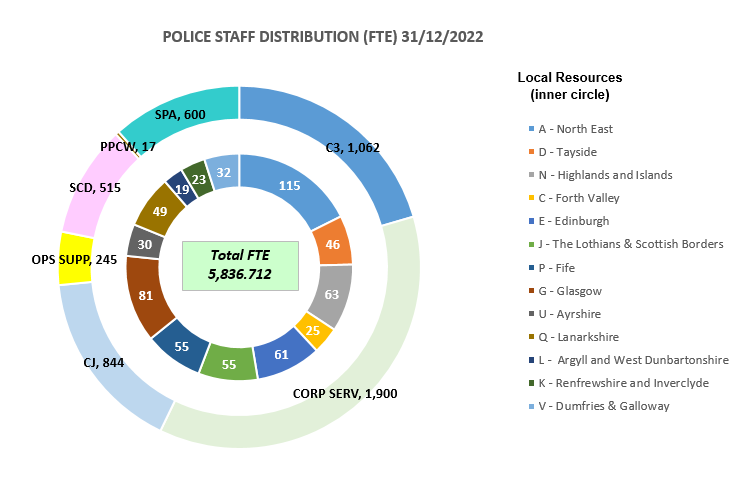 POLICE STAFF DISTRIBUTION (FTE) 31/12/2022
Local Resources
(inner circle)
SPA, 600
C3, 1,062
PPCW, 17
SCD, 515
OPS SUPP, 245
CJ, 844
CORP SERV, 1,900
115
46
63
25
61
55
55
81
30
49
19
23
32
Total FTE
5,836.712
A - North East
D - Tayside
N - Highlands and Islands
C - Forth Valley
E - Edinburgh
J - The Lothians & Scottish Borders
P - Fife
G - Glasgow
U - Ayrshire
Q - Lanarkshire
L - Argyll and West Dunbartonshire
K - Renfrewshire and Inverclyde
V - Dumfries & Galloway